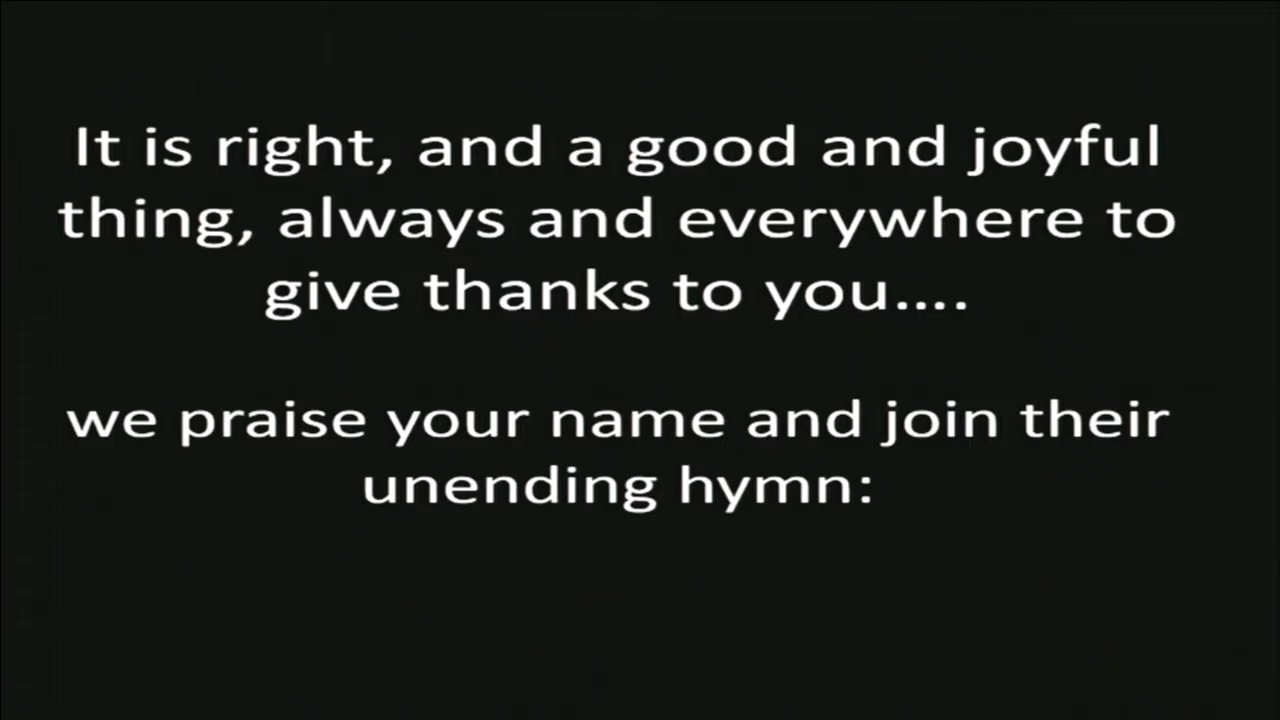 It is right, and a good and joyful
thing, always and everywhere to
give thanks to you....
we praise your name and join their
unending hymn: